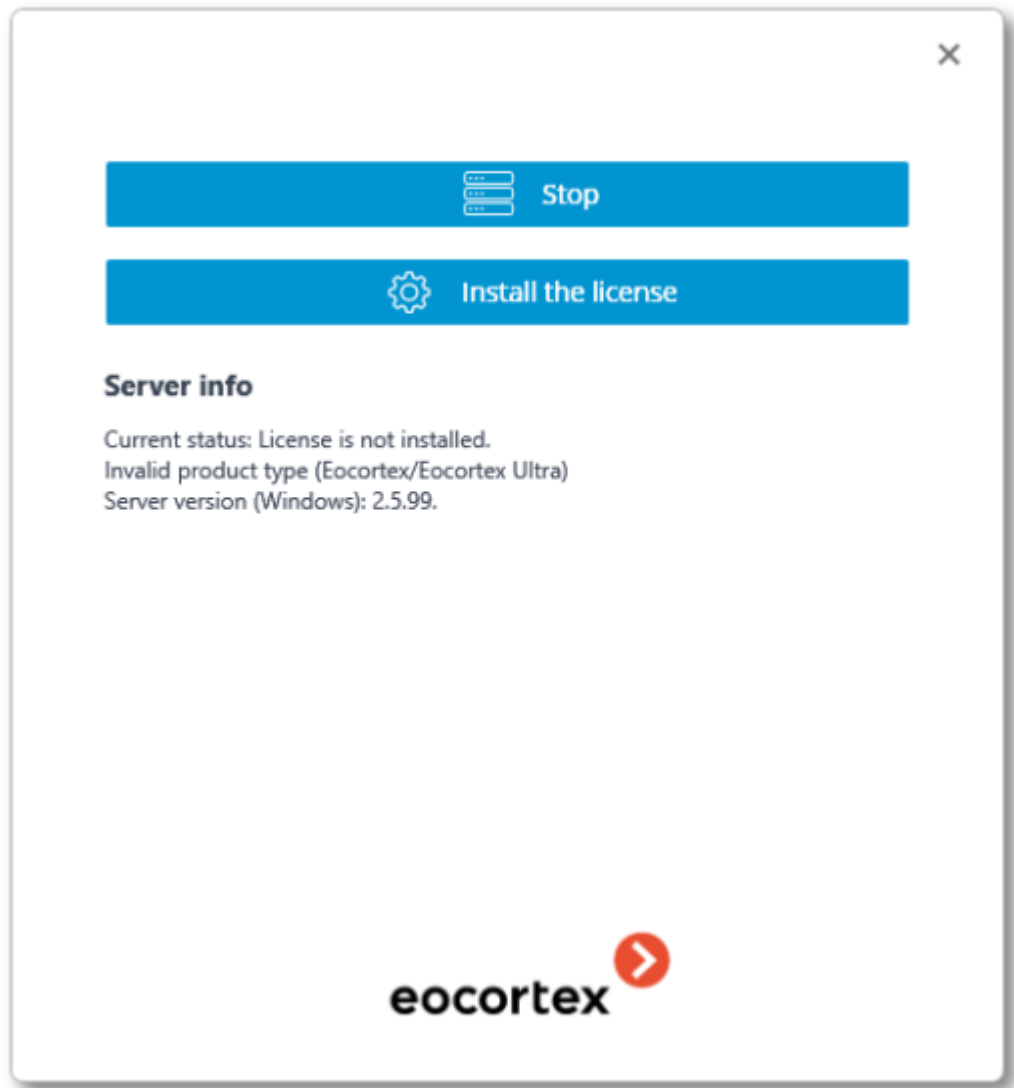 Stop
Install the license
Server info
Current status: License is not installed.
Invalid product type (Eocortex/Eocortex Ultra)
Server version (Windows): 2.5.99.
eocortex